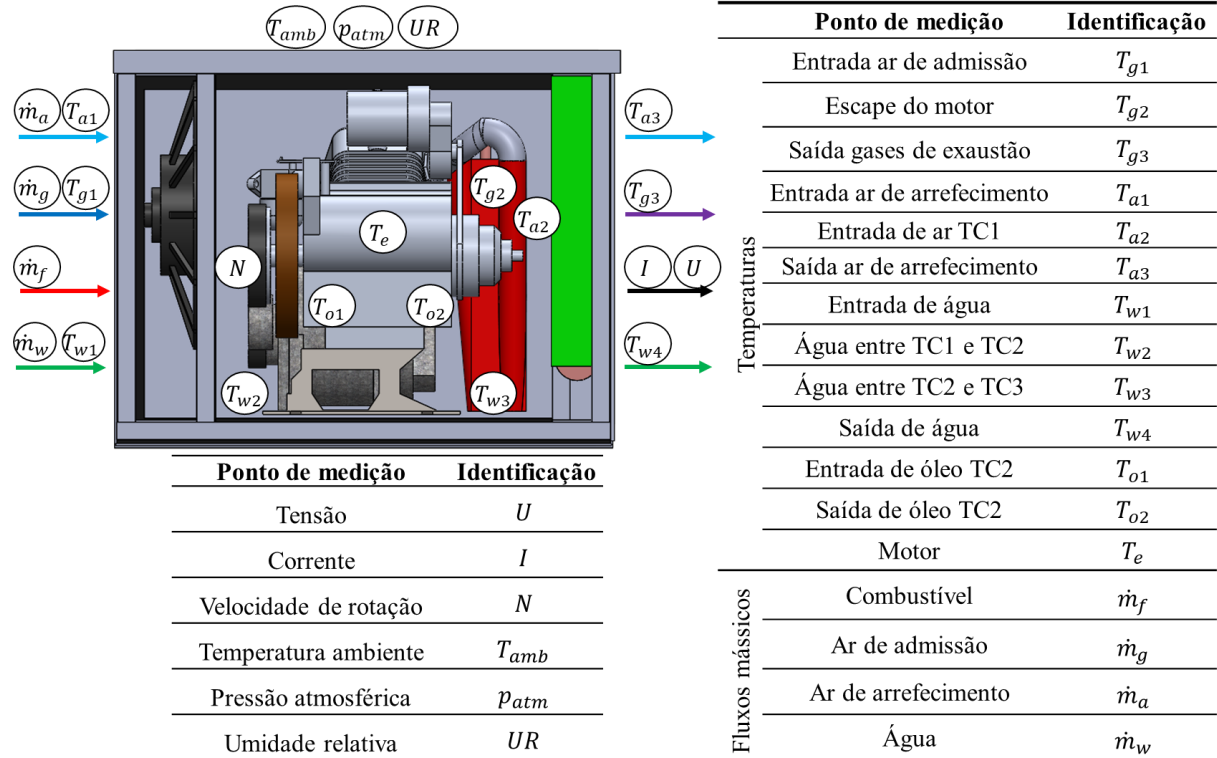 T_amb p_atm UR
ṁ_a T_a1
T_a3
ṁ_g T_g1
T_g2
T_g3
T_a2
T_e
ṁ_f
N
I U
T_o1 T_o2
ṁ_w T_w1
T_w4
T_w2
T_w3
Ponto de medição Identificação
Tensão U
Corrente I
Velocidade de rotação N
Temperatura ambiente T_amb
Pressão atmosférica p_atm
Umidade relativa UR
Ponto de medição Identificação
Temperaturas
Entrada ar de admissão T_g1
Escape do motor T_g2
Saída gases de exaustão T_g3
Entrada ar de arrefecimento T_a1
Entrada de ar TC1 T_a2
Saída ar de arrefecimento T_a3
Entrada de água T_w1
Água entre TC1 e TC2 T_w2
Água entre TC2 e TC3 T_w3
Saída de água T_w4
Entrada de óleo TC2 T_o1
Saída de óleo TC2 T_o2
Motor T_e
Fluxos mássicos
Combustível ṁ_f
Ar de admissão ṁ_g
Ar de arrefecimento ṁ_a
Água ṁ_w